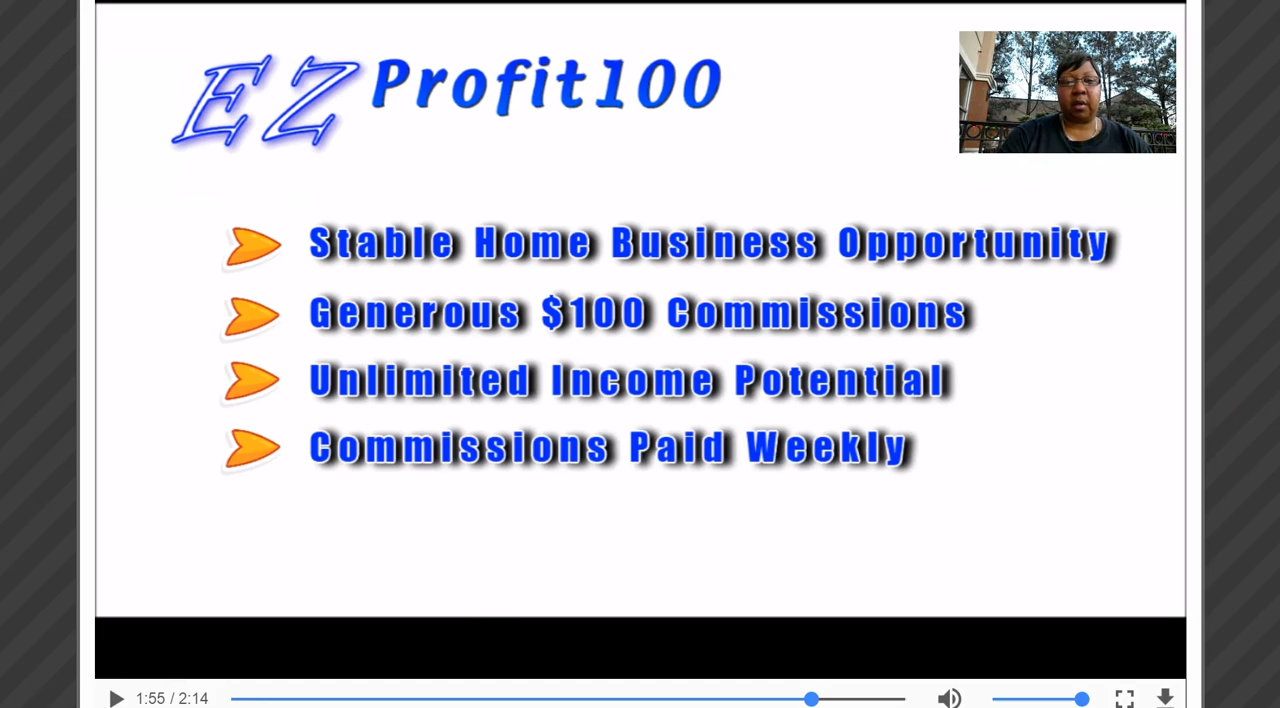 EZ Profit100
Stable Home Business Opportunity
Generous $100 Commissions
Unlimited Income Potential
Commissions Paid Weekly
1:55 / 2:14